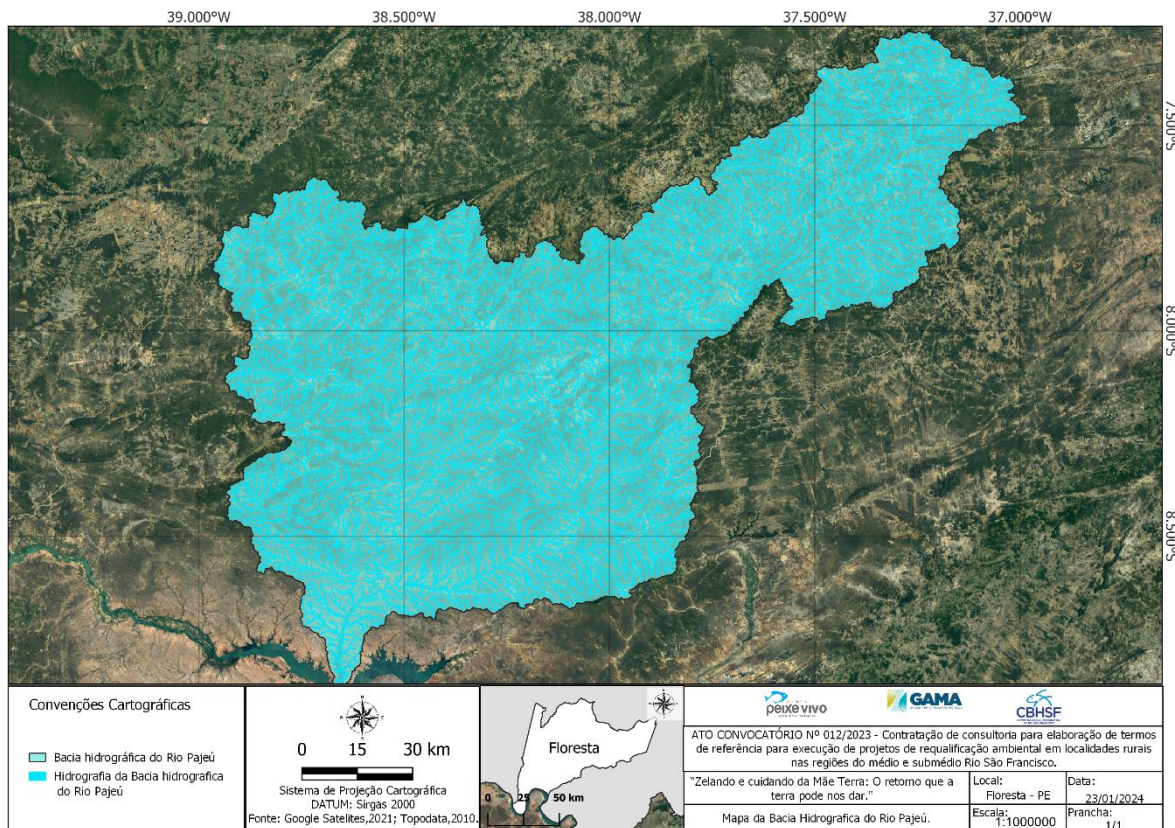 39.000°W 38.500°W 38.000°W 37.500°W 37.000°W
7.500°S
8.000°S
8.500°S
Convenções Cartográficas
Bacia hidrográfica do Rio Pajeú
Hidrografia da Bacia hidrografica
do Rio Pajeú
0 15 30 km
Sistema de Projeção Cartográfica
DATUM: Sirgas 2000
Fonte: Google Satelites,2021; Topodata,2010.
Floresta
0 25 50 km
peixe vivo
GAMA
CBHSF
ATO CONVOCATÓRIO Nº 012/2023 - Contratação de consultoria para elaboração de termos
de referência para execução de projetos de requalificação ambiental em localidades rurais
nas regiões do médio e submédio Rio São Francisco.
"Zelando e cuidando da Mãe Terra: O retorno que a
terra pode nos dar."
Local:
Floresta - PE
Data:
23/01/2024
Mapa da Bacia Hidrografica do Rio Pajeú.
Escala:
1:1000000
Prancha:
1/1